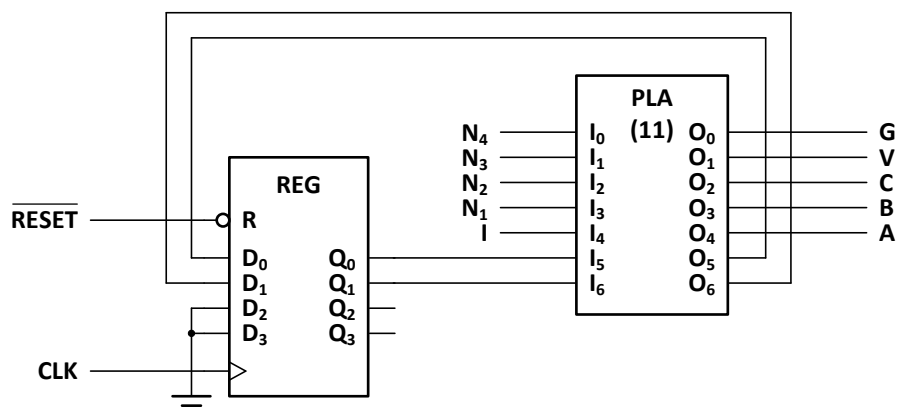 PLA
(11)
N₄ I₀ O₀ G
N₃ I₁ O₁ V
N₂ I₂ O₂ C
N₁ I₃ O₃ B
I I₄ O₄ A
I₅ O₅
I₆ O₆
REG
RESET R
D₀ Q₀
D₁ Q₁
D₂ Q₂
D₃ Q₃
CLK